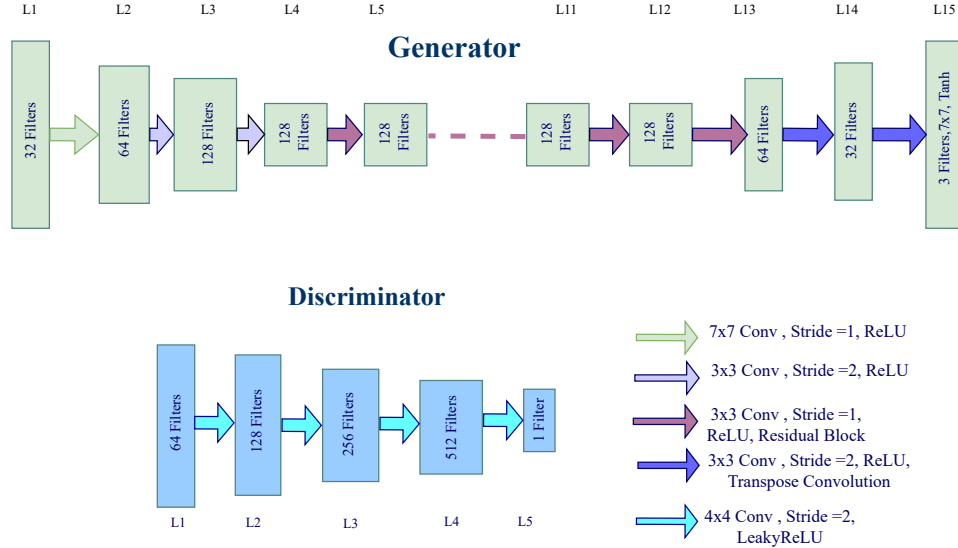 L1 L2 L3 L4 L5 L11 L12 L13 L14 L15
Generator
32 Filters
64 Filters
128 Filters
128
Filters
128
Filters
128
Filters
128
Filters
64 Filters
32 Filters
3 Filters,7x7, Tanh
Discriminator
64 Filters
128 Filters
256 Filters
512 Filters
1 Filter
L1 L2 L3 L4 L5
7x7 Conv , Stride =1, ReLU
3x3 Conv , Stride =2, ReLU
3x3 Conv , Stride =1,
ReLU, Residual Block
3x3 Conv , Stride =2, ReLU,
Transpose Convolution
4x4 Conv , Stride =2,
LeakyReLU